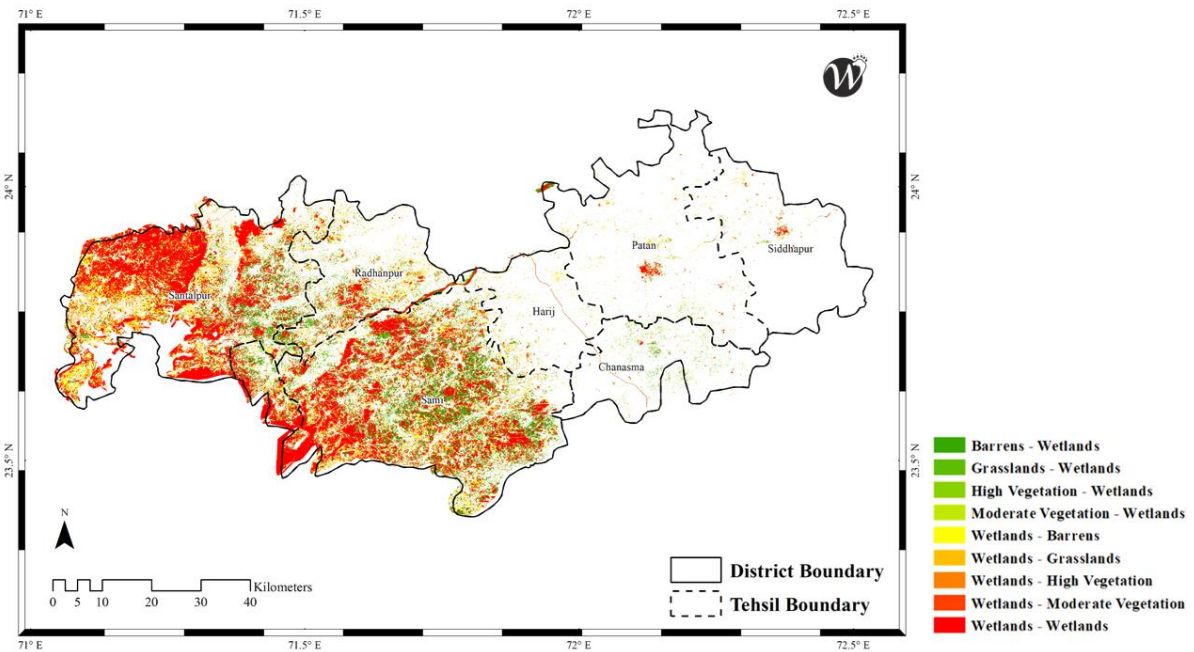 71° E 71.5° E 72° E 72.5° E
W
24° N 24° N
Patan
Siddhapur
Radhanpur
Santalpur
Harij
Chanasma
Sami
23.5° N 23.5° N
Barrens - Wetlands
Grasslands - Wetlands
High Vegetation - Wetlands
Moderate Vegetation - Wetlands
Wetlands - Barrens
Wetlands - Grasslands
Wetlands - High Vegetation
Wetlands - Moderate Vegetation
Wetlands - Wetlands
N
District Boundary
Tehsil Boundary
Kilometers
0 5 10 20 30 40
71° E 71.5° E 72° E 72.5° E